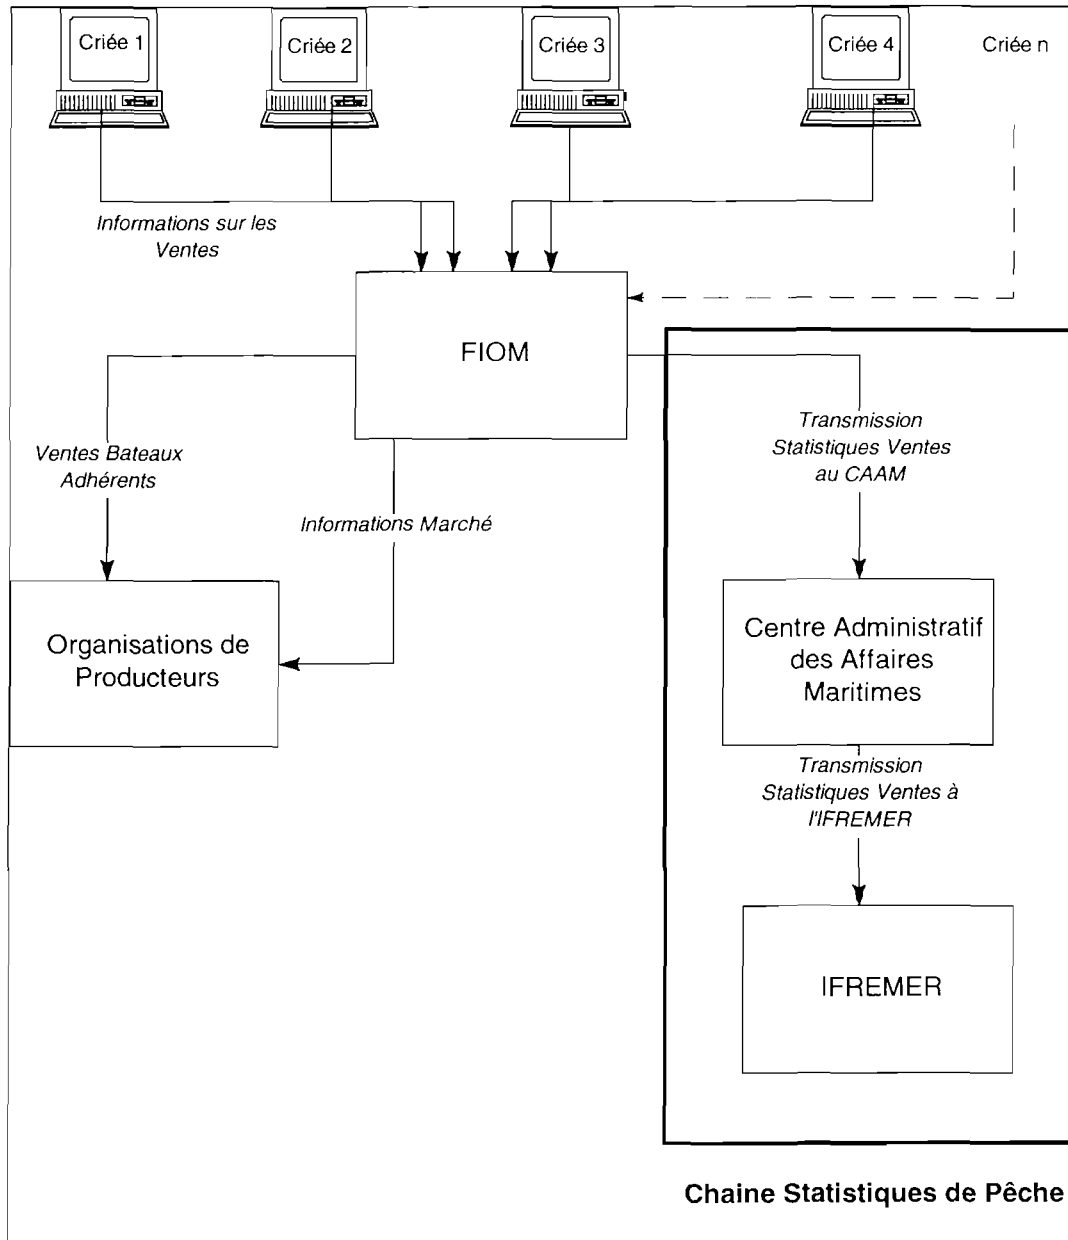 Criée 1
Criée 2
Criée 3
Criée 4
Criée n
Informations sur les
Ventes
FIOM
Ventes Bateaux
Adhérents
Informations Marché
Transmission
Statistiques Ventes
au CAAM
Organisations de
Producteurs
Centre Administratif
des Affaires
Maritimes
Transmission
Statistiques Ventes à
l'IFREMER
IFREMER
Chaine Statistiques de Pêche